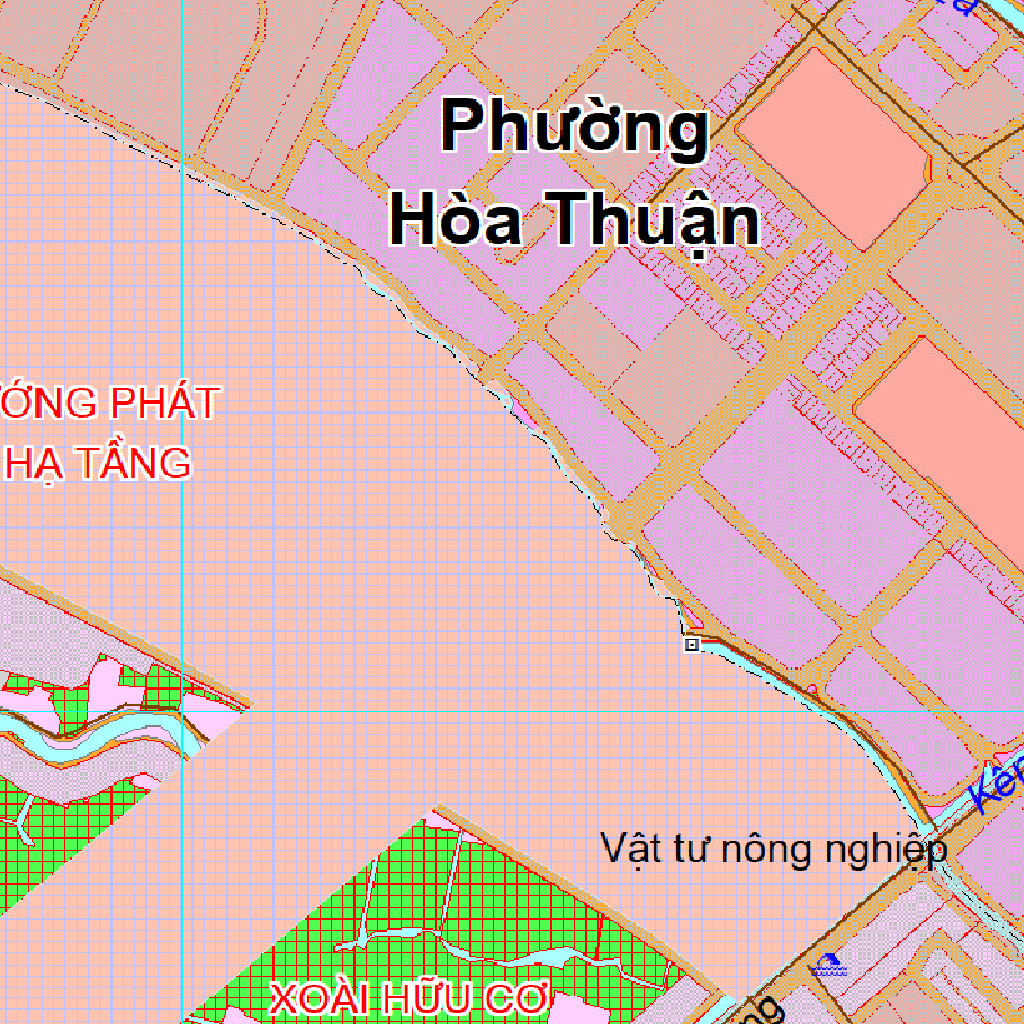 Phường
Hòa Thuận
ƯỚNG PHÁT
HẠ TẦNG
Vật tư nông nghiệp
XOÀI HỮU CƠ